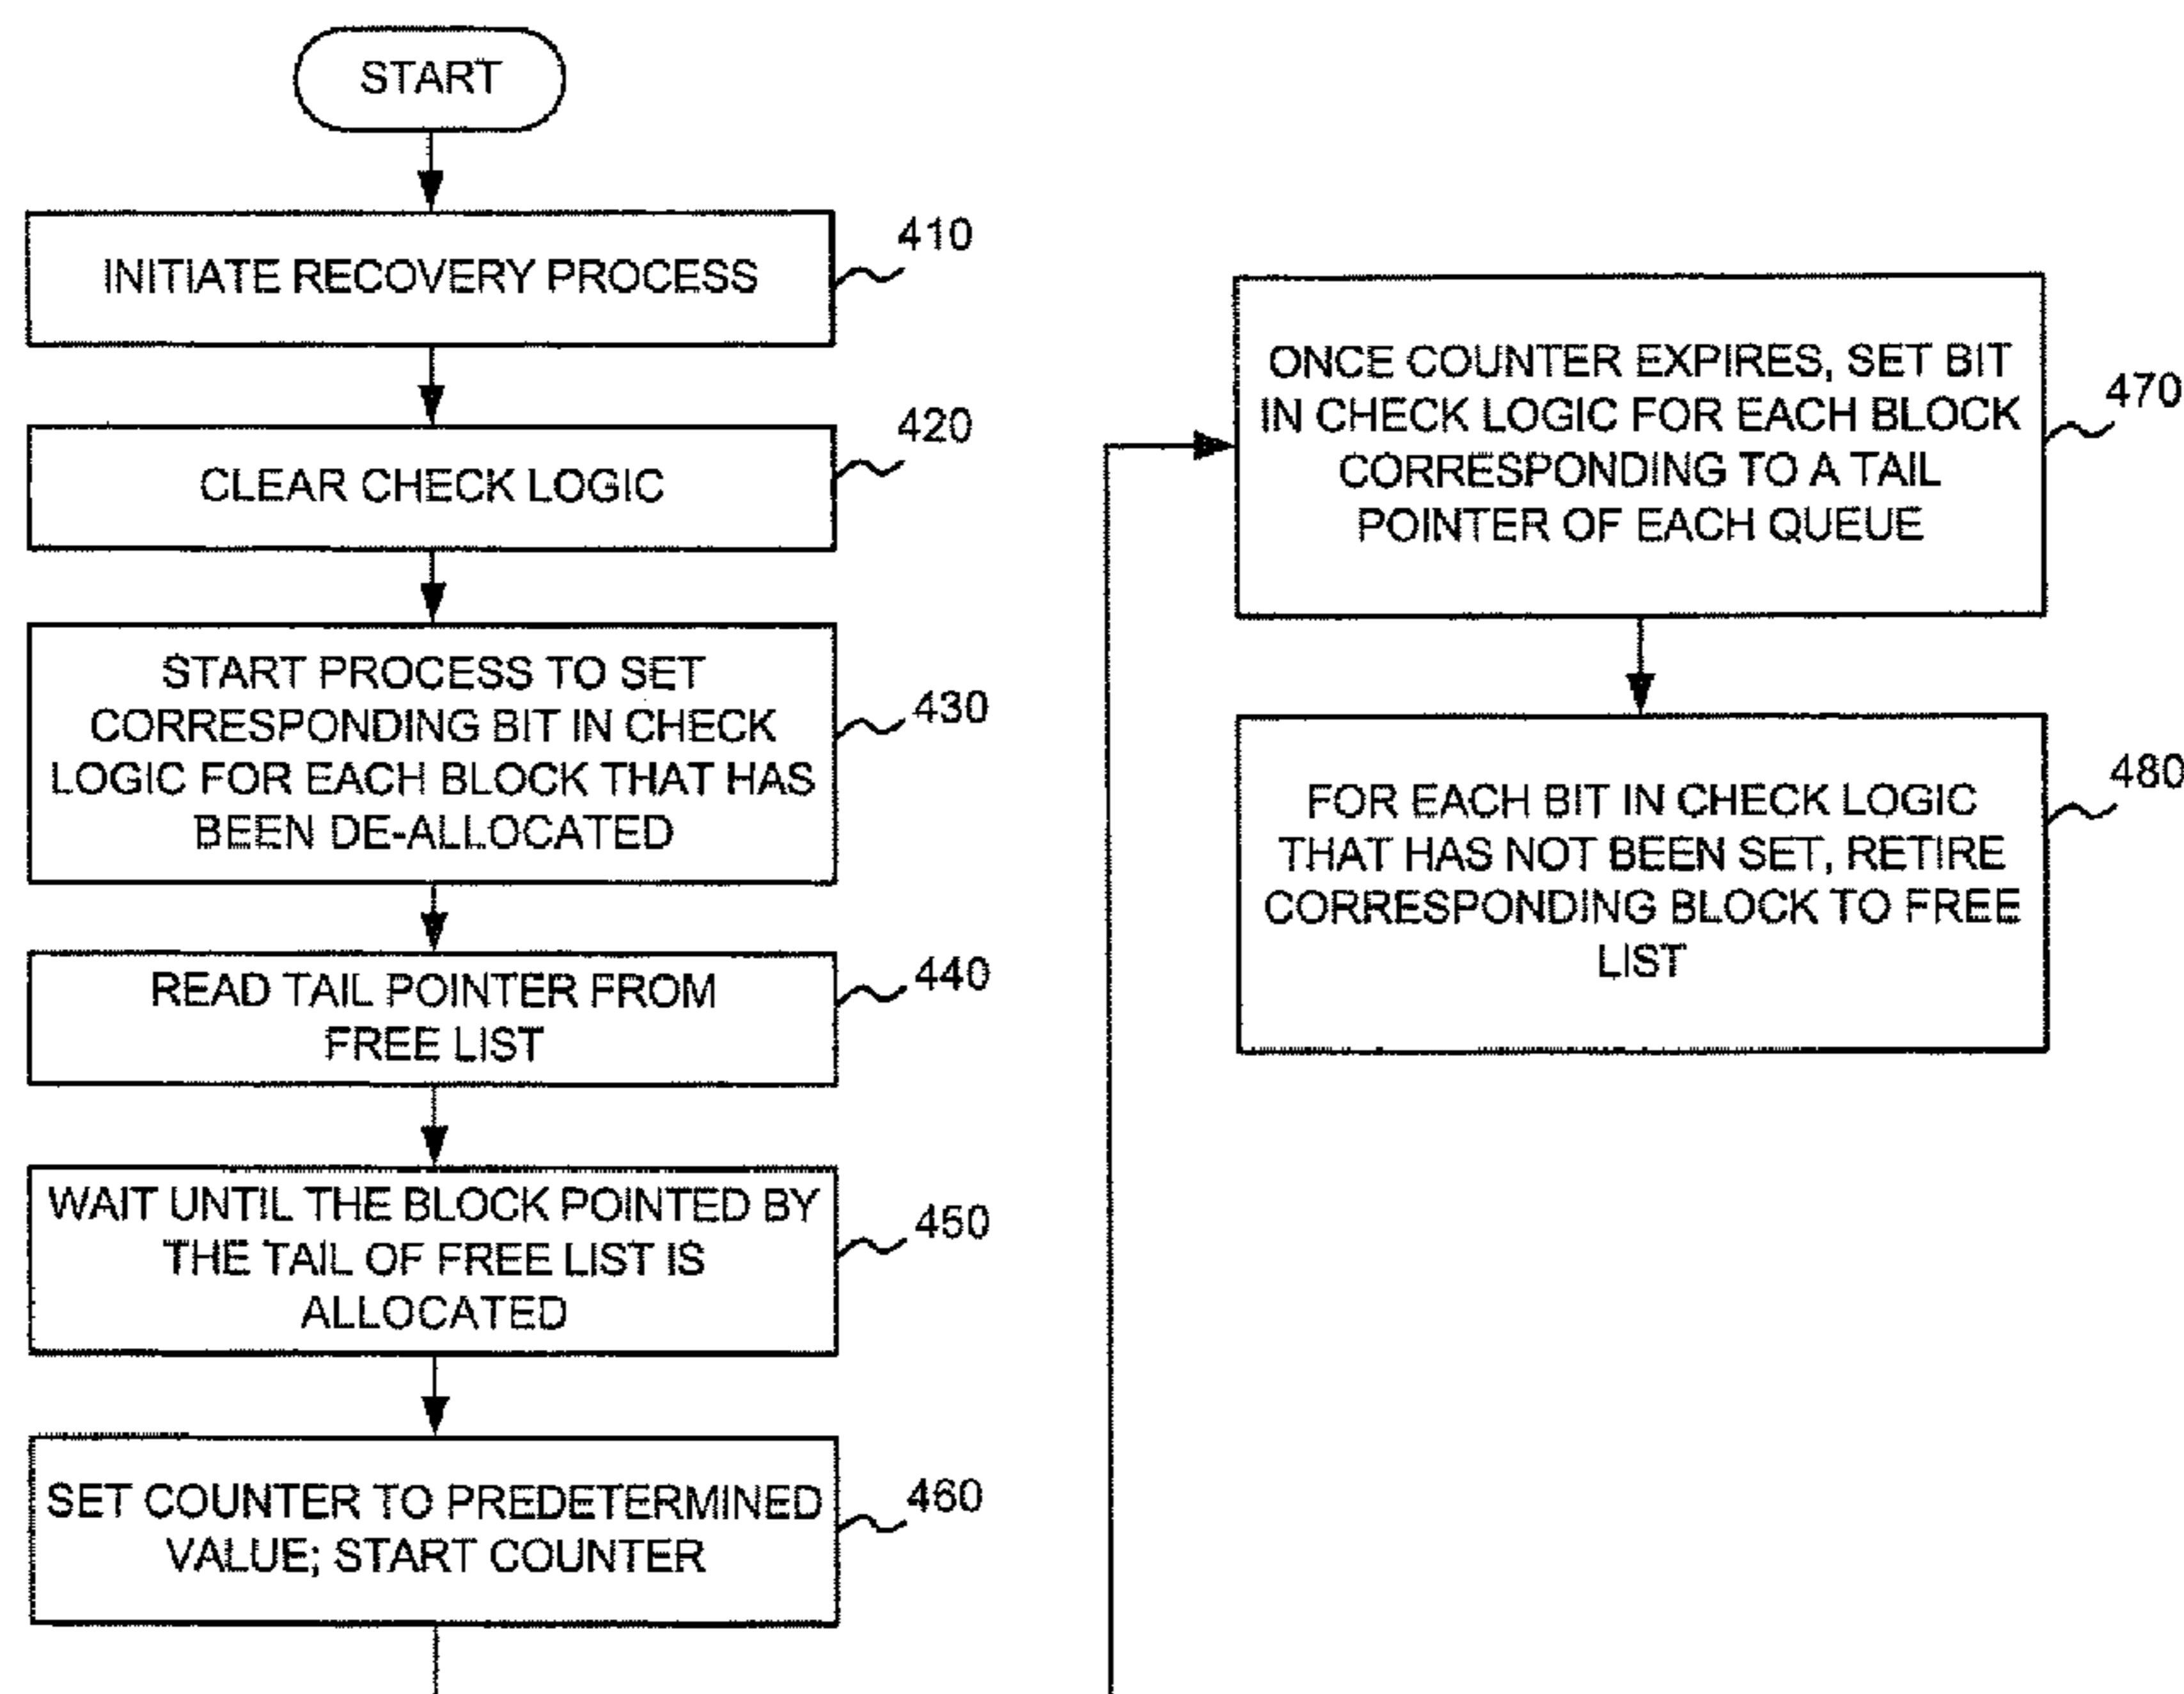 START
INITIATE RECOVERY PROCESS
410
CLEAR CHECK LOGIC
420
START PROCESS TO SET
CORRESPONDING BIT IN CHECK
LOGIC FOR EACH BLOCK THAT HAS
BEEN DE-ALLOCATED
430
READ TAIL POINTER FROM
FREE LIST
440
WAIT UNTIL THE BLOCK POINTED BY
THE TAIL OF FREE LIST IS
ALLOCATED
450
SET COUNTER TO PREDETERMINED
VALUE; START COUNTER
460
ONCE COUNTER EXPIRES, SET BIT
IN CHECK LOGIC FOR EACH BLOCK
CORRESPONDING TO A TAIL
POINTER OF EACH QUEUE
470
FOR EACH BIT IN CHECK LOGIC
THAT HAS NOT BEEN SET, RETIRE
CORRESPONDING BLOCK TO FREE
LIST
480